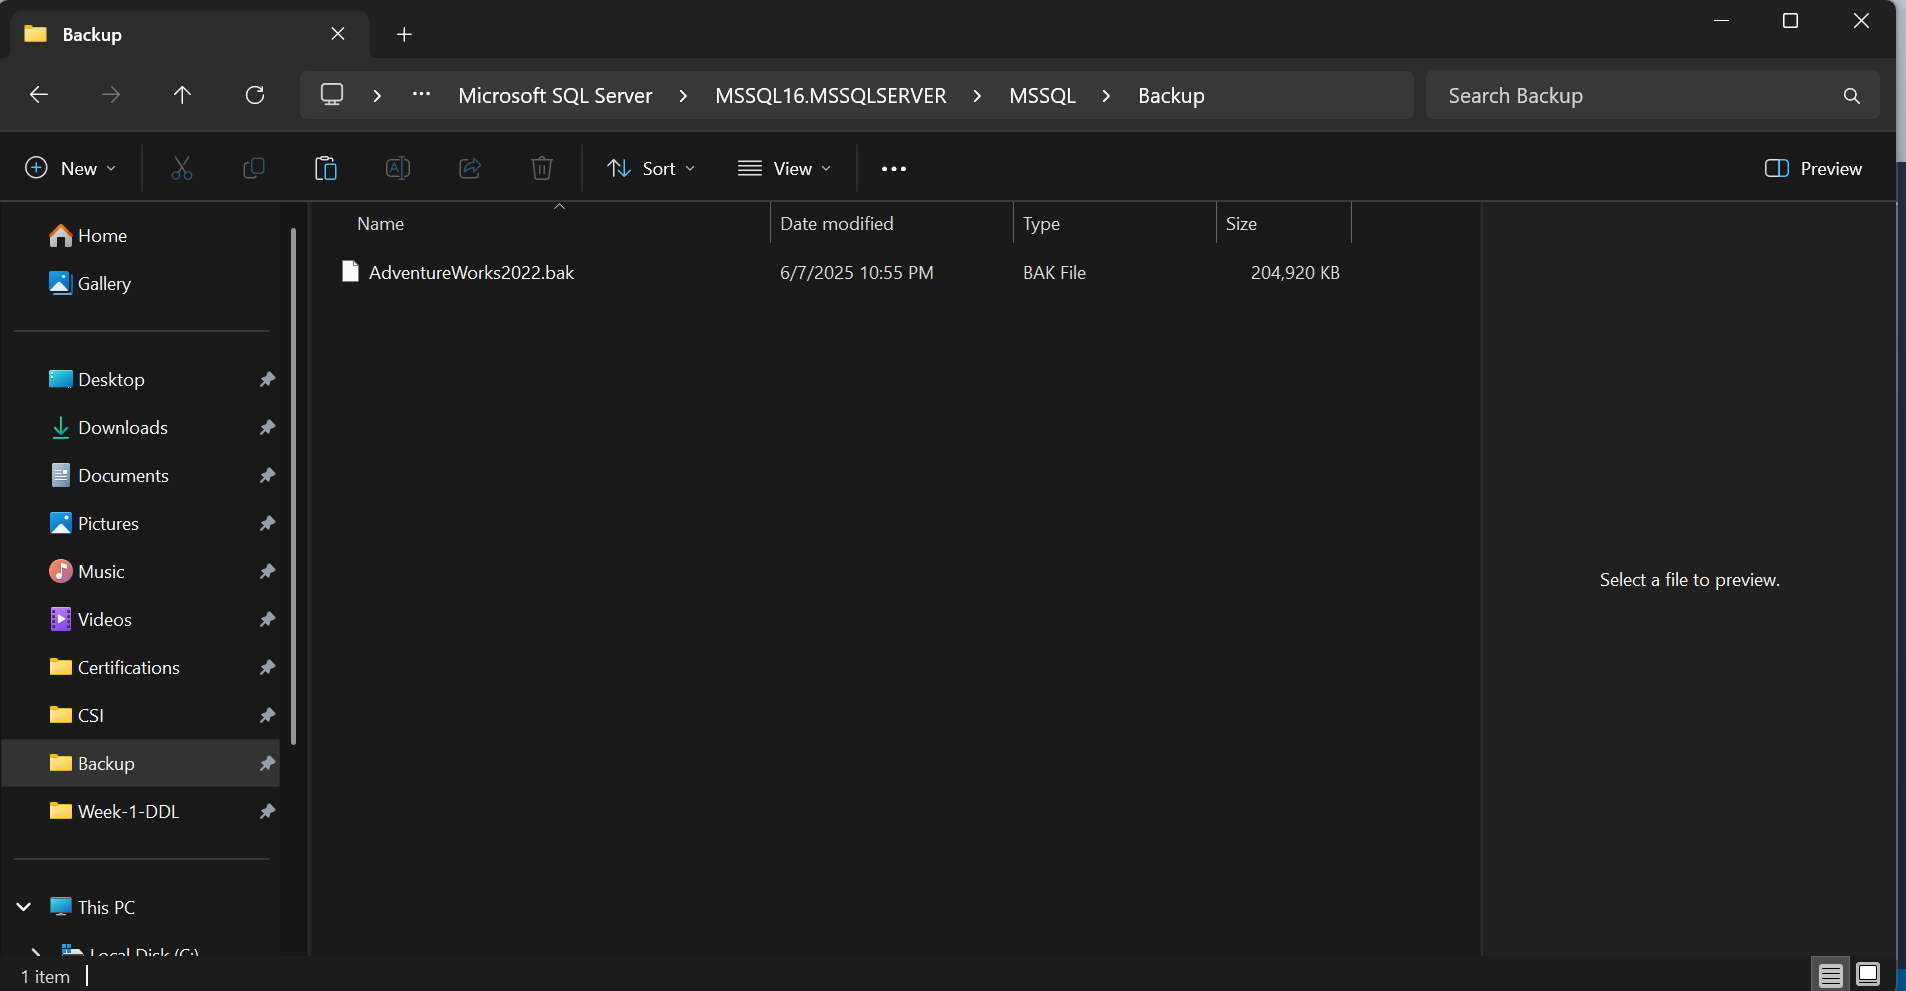 Backup
Microsoft SQL Server > MSSQL16.MSSQLSERVER > MSSQL > Backup
Search Backup
New
Sort
View
Preview
Name
Date modified
Type
Size
AdventureWorks2022.bak
6/7/2025 10:55 PM
BAK File
204,920 KB
Home
Gallery
Desktop
Downloads
Documents
Pictures
Music
Videos
Certifications
CSI
Backup
Week-1-DDL
This PC
Local Disk (C:)
Select a file to preview.
1 item